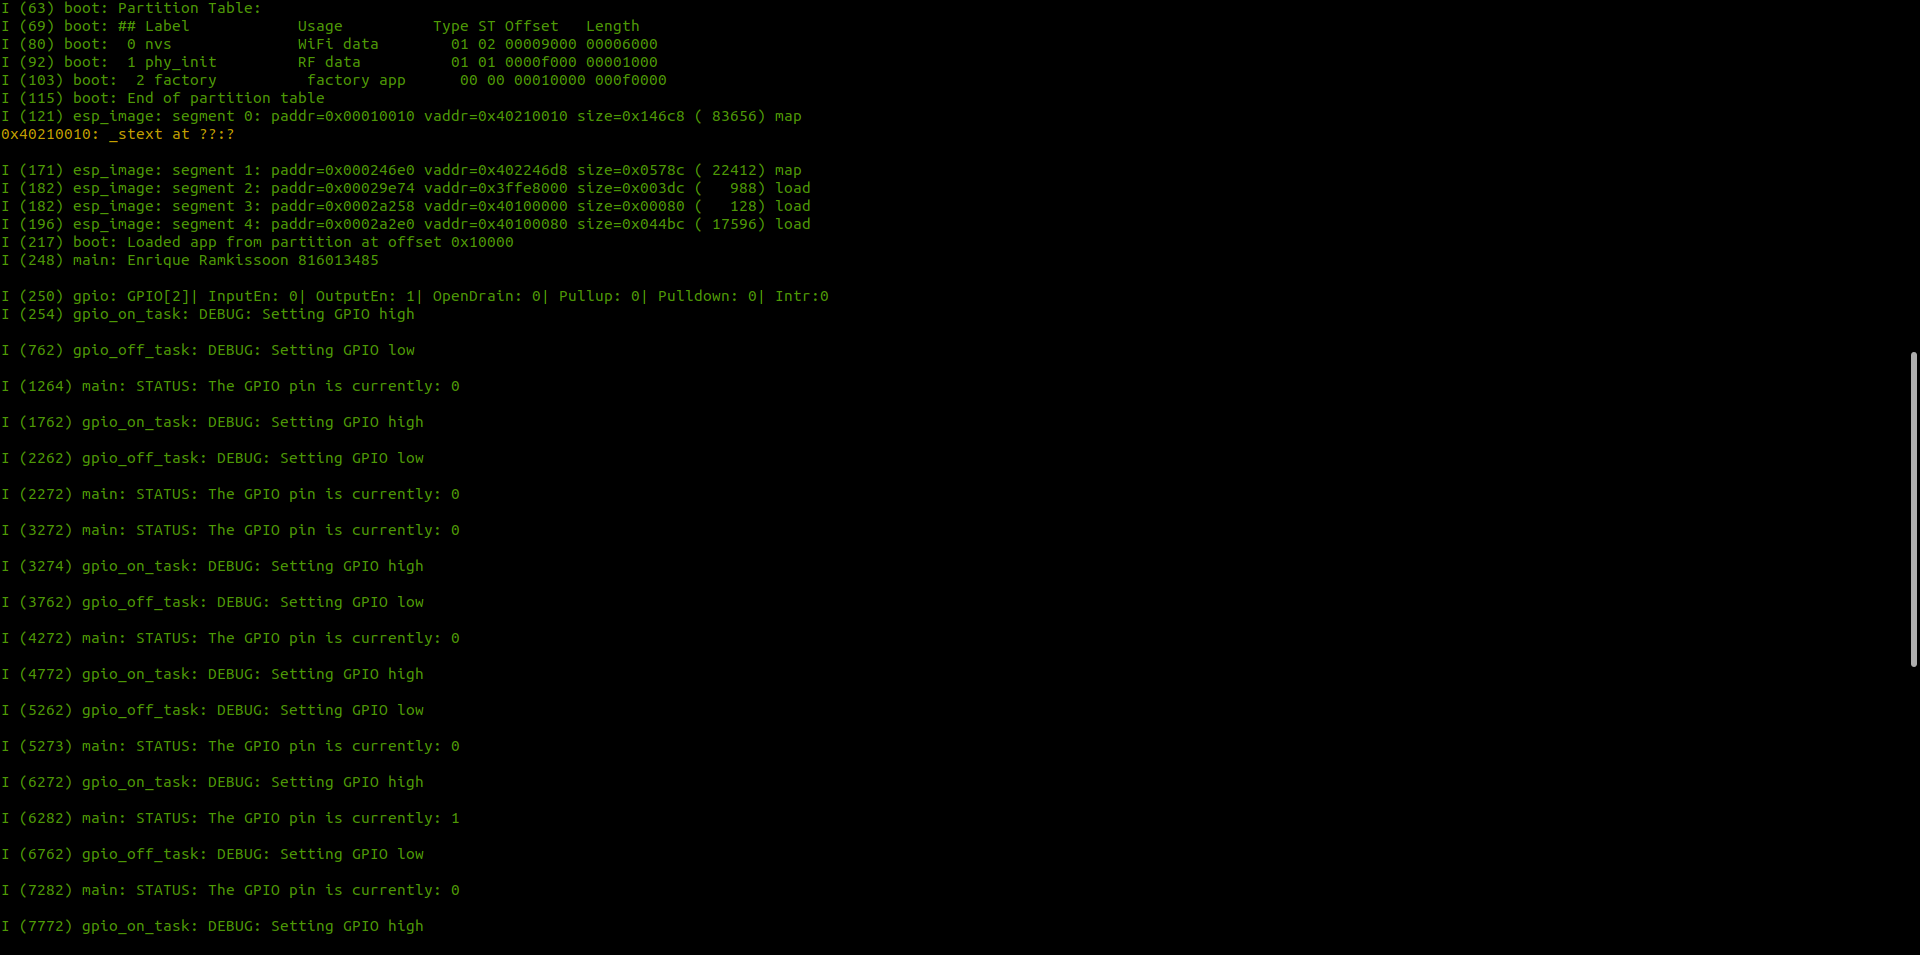 I (63) boot: Partition Table:
I (69) boot: ## Label            Usage          Type ST Offset   Length
I (80) boot:  0 nvs              WiFi data        01 02 00009000 00006000
I (92) boot:  1 phy_init         RF data          01 01 0000f000 00001000
I (103) boot:  2 factory          factory app      00 00 00010000 000f0000
I (115) boot: End of partition table
I (121) esp_image: segment 0: paddr=0x00010010 vaddr=0x40210010 size=0x146c8 ( 83656) map
0x40210010: _stext at ??:?
I (171) esp_image: segment 1: paddr=0x000246e0 vaddr=0x402246d8 size=0x0578c ( 22412) map
I (182) esp_image: segment 2: paddr=0x00029e74 vaddr=0x3ffe8000 size=0x003dc (   988) load
I (182) esp_image: segment 3: paddr=0x0002a258 vaddr=0x40100000 size=0x00080 (   128) load
I (196) esp_image: segment 4: paddr=0x0002a2e0 vaddr=0x40100080 size=0x044bc ( 17596) load
I (217) boot: Loaded app from partition at offset 0x10000
I (248) main: Enrique Ramkissoon 816013485
I (250) gpio: GPIO[2]| InputEn: 0| OutputEn: 1| OpenDrain: 0| Pullup: 0| Pulldown: 0| Intr:0
I (254) gpio_on_task: DEBUG: Setting GPIO high
I (762) gpio_off_task: DEBUG: Setting GPIO low
I (1264) main: STATUS: The GPIO pin is currently: 0
I (1762) gpio_on_task: DEBUG: Setting GPIO high
I (2262) gpio_off_task: DEBUG: Setting GPIO low
I (2272) main: STATUS: The GPIO pin is currently: 0
I (3272) main: STATUS: The GPIO pin is currently: 0
I (3274) gpio_on_task: DEBUG: Setting GPIO high
I (3762) gpio_off_task: DEBUG: Setting GPIO low
I (4272) main: STATUS: The GPIO pin is currently: 0
I (4772) gpio_on_task: DEBUG: Setting GPIO high
I (5262) gpio_off_task: DEBUG: Setting GPIO low
I (5273) main: STATUS: The GPIO pin is currently: 0
I (6272) gpio_on_task: DEBUG: Setting GPIO high
I (6282) main: STATUS: The GPIO pin is currently: 1
I (6762) gpio_off_task: DEBUG: Setting GPIO low
I (7282) main: STATUS: The GPIO pin is currently: 0
I (7772) gpio_on_task: DEBUG: Setting GPIO high